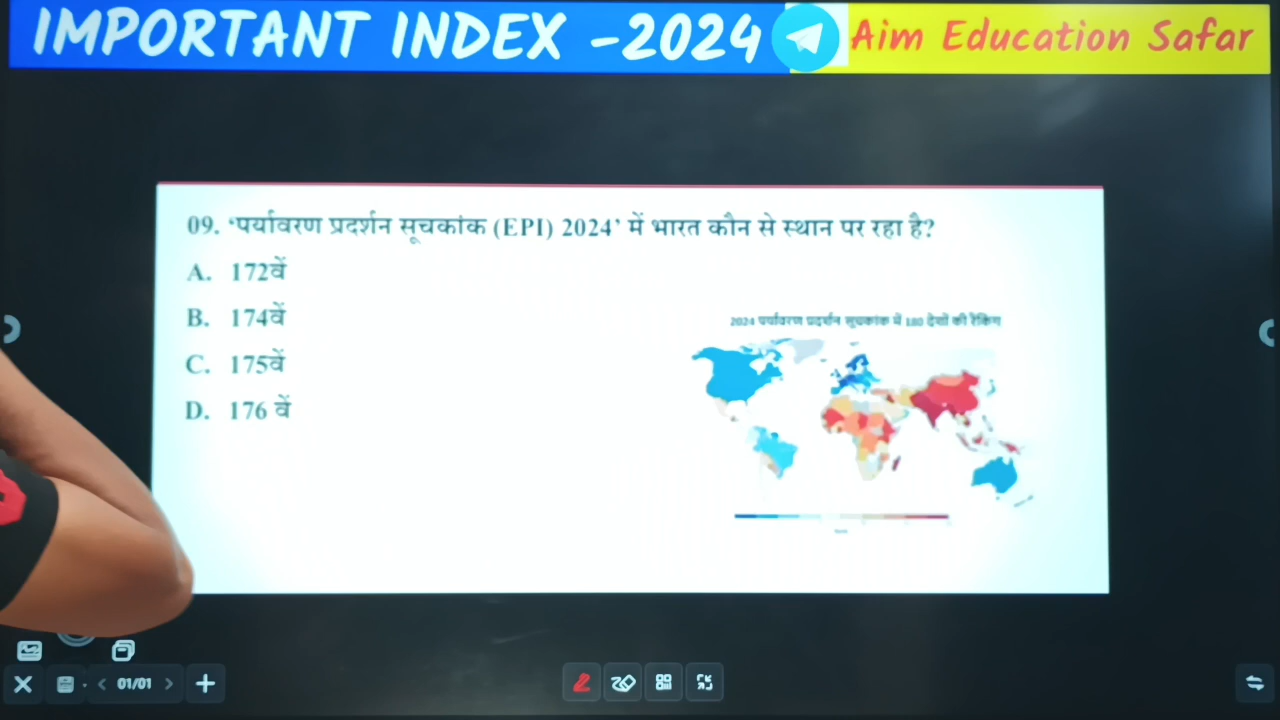 IMPORTANT INDEX -2024 Aim Education Safar
09. ‘पर्यावरण प्रदर्शन सूचकांक (EPI) 2024’ में भारत कौन से स्थान पर रहा है?
A. 172वें
B. 174वें
C. 175वें
D. 176 वें
2024 पर्यावरण प्रदर्शन सूचकांक में 180 देशों की रैंकिंग
01/01